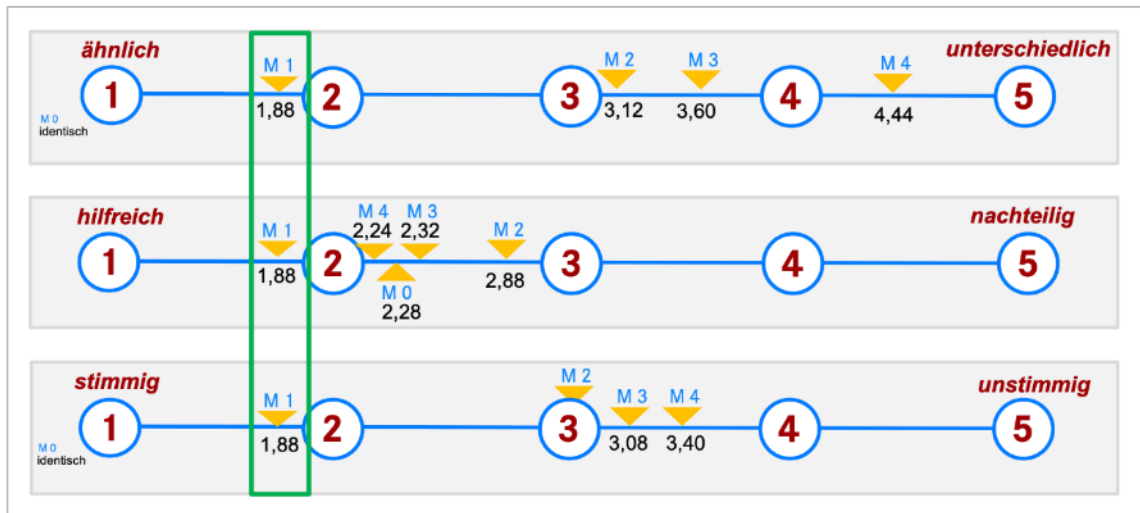 ähnlich
unterschiedlich
M 1
M 2
M 3
M 4
1
2
3
4
5
1,88
3,12
3,60
4,44
M 0
identisch
hilfreich
nachteilig
M 4
M 3
M 1
2,24
2,32
M 2
1
2
3
4
5
1,88
2,88
M 0
2,28
stimmig
unstimmig
M 2
M 1
M 3
M 4
1
2
3
4
5
1,88
3,08
3,40
M 0
identisch